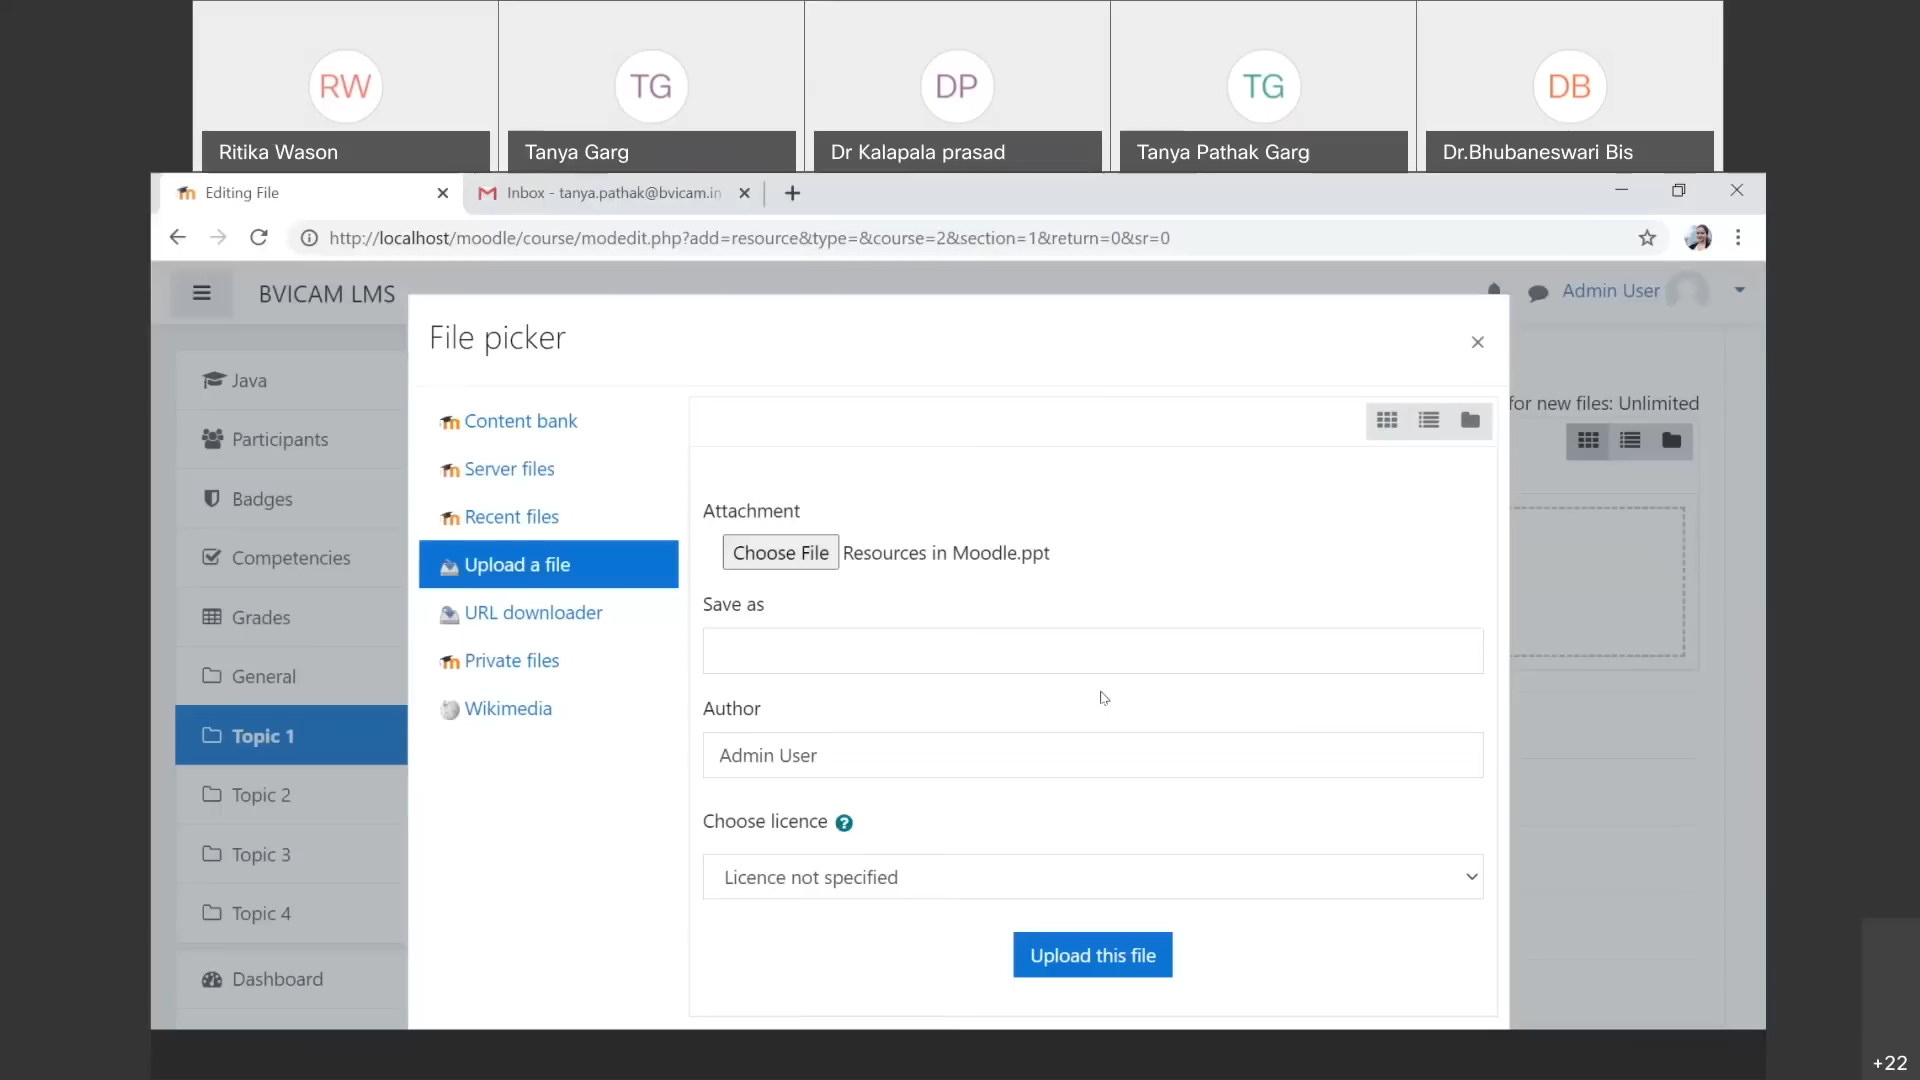 RW
TG
DP
TG
DB
Ritika Wason
Tanya Garg
Dr Kalapala prasad
Tanya Pathak Garg
Dr.Bhubaneswari Bis
Editing File
Inbox - tanya.pathak@bvicam.in
http://localhost/moodle/course/modedit.php?add=resource&type=&course=2&section=1&return=0&sr=0
BVICAM LMS
Admin User
Java
Participants
Badges
Competencies
Grades
General
Topic 1
Topic 2
Topic 3
Topic 4
Dashboard
File picker
Content bank
Server files
Recent files
Upload a file
URL downloader
Private files
Wikimedia
Attachment
Choose File Resources in Moodle.ppt
Save as
Author
Admin User
Choose licence ?
Licence not specified
Upload this file
for new files: Unlimited
+22